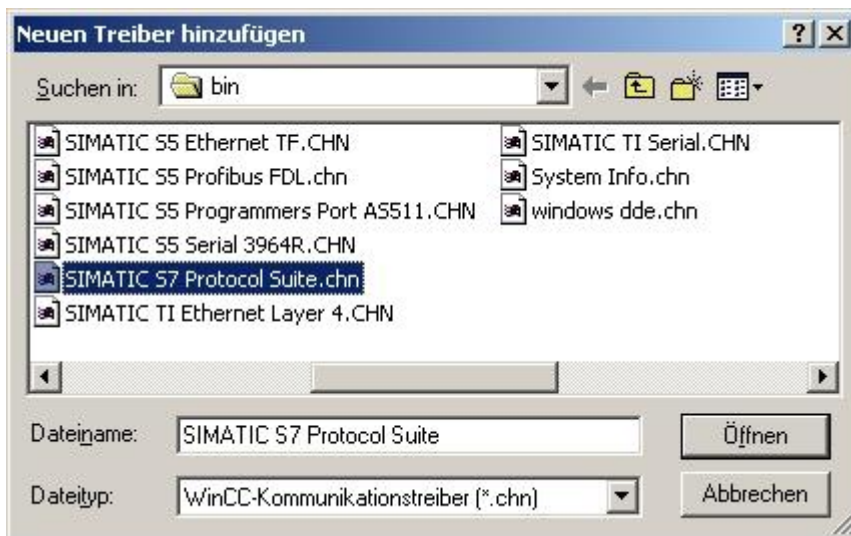 Neuen Treiber hinzufügen
Suchen in: bin
SIMATIC S5 Ethernet TF.CHN
SIMATIC S5 Profibus FDL.chn
SIMATIC S5 Programmers Port AS511.CHN
SIMATIC S5 Serial 3964R.CHN
SIMATIC S7 Protocol Suite.chn
SIMATIC TI Ethernet Layer 4.CHN
SIMATIC TI Serial.CHN
System Info.chn
windows dde.chn
Dateiname: SIMATIC S7 Protocol Suite Öffnen
Dateityp: WinCC-Kommunikationstreiber (*.chn) Abbrechen